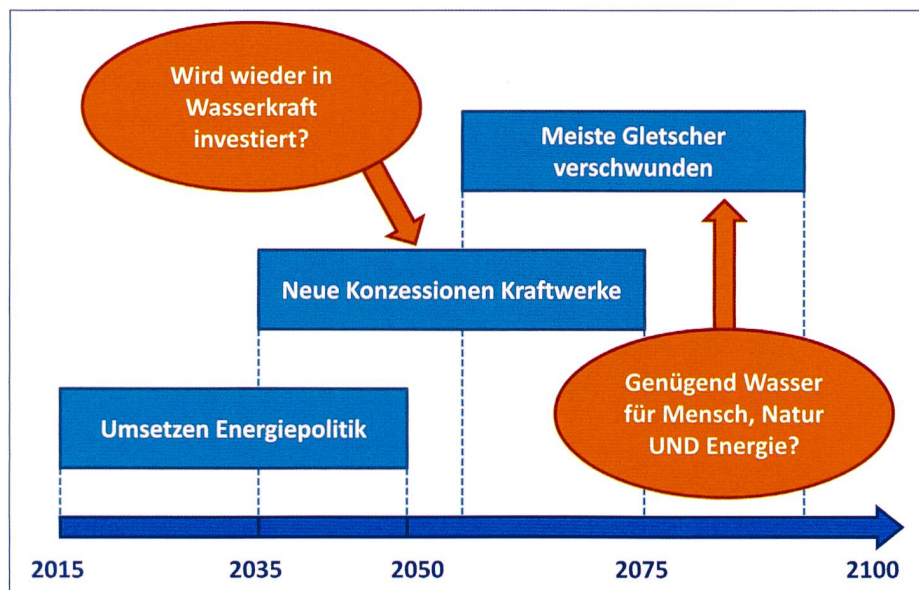 Wird wieder in
Wasserkraft
investiert?
Meiste Gletscher
verschwunden
Neue Konzessionen Kraftwerke
Genügend Wasser
für Mensch, Natur
UND Energie?
Umsetzen Energiepolitik
2015
2035
2050
2075
2100